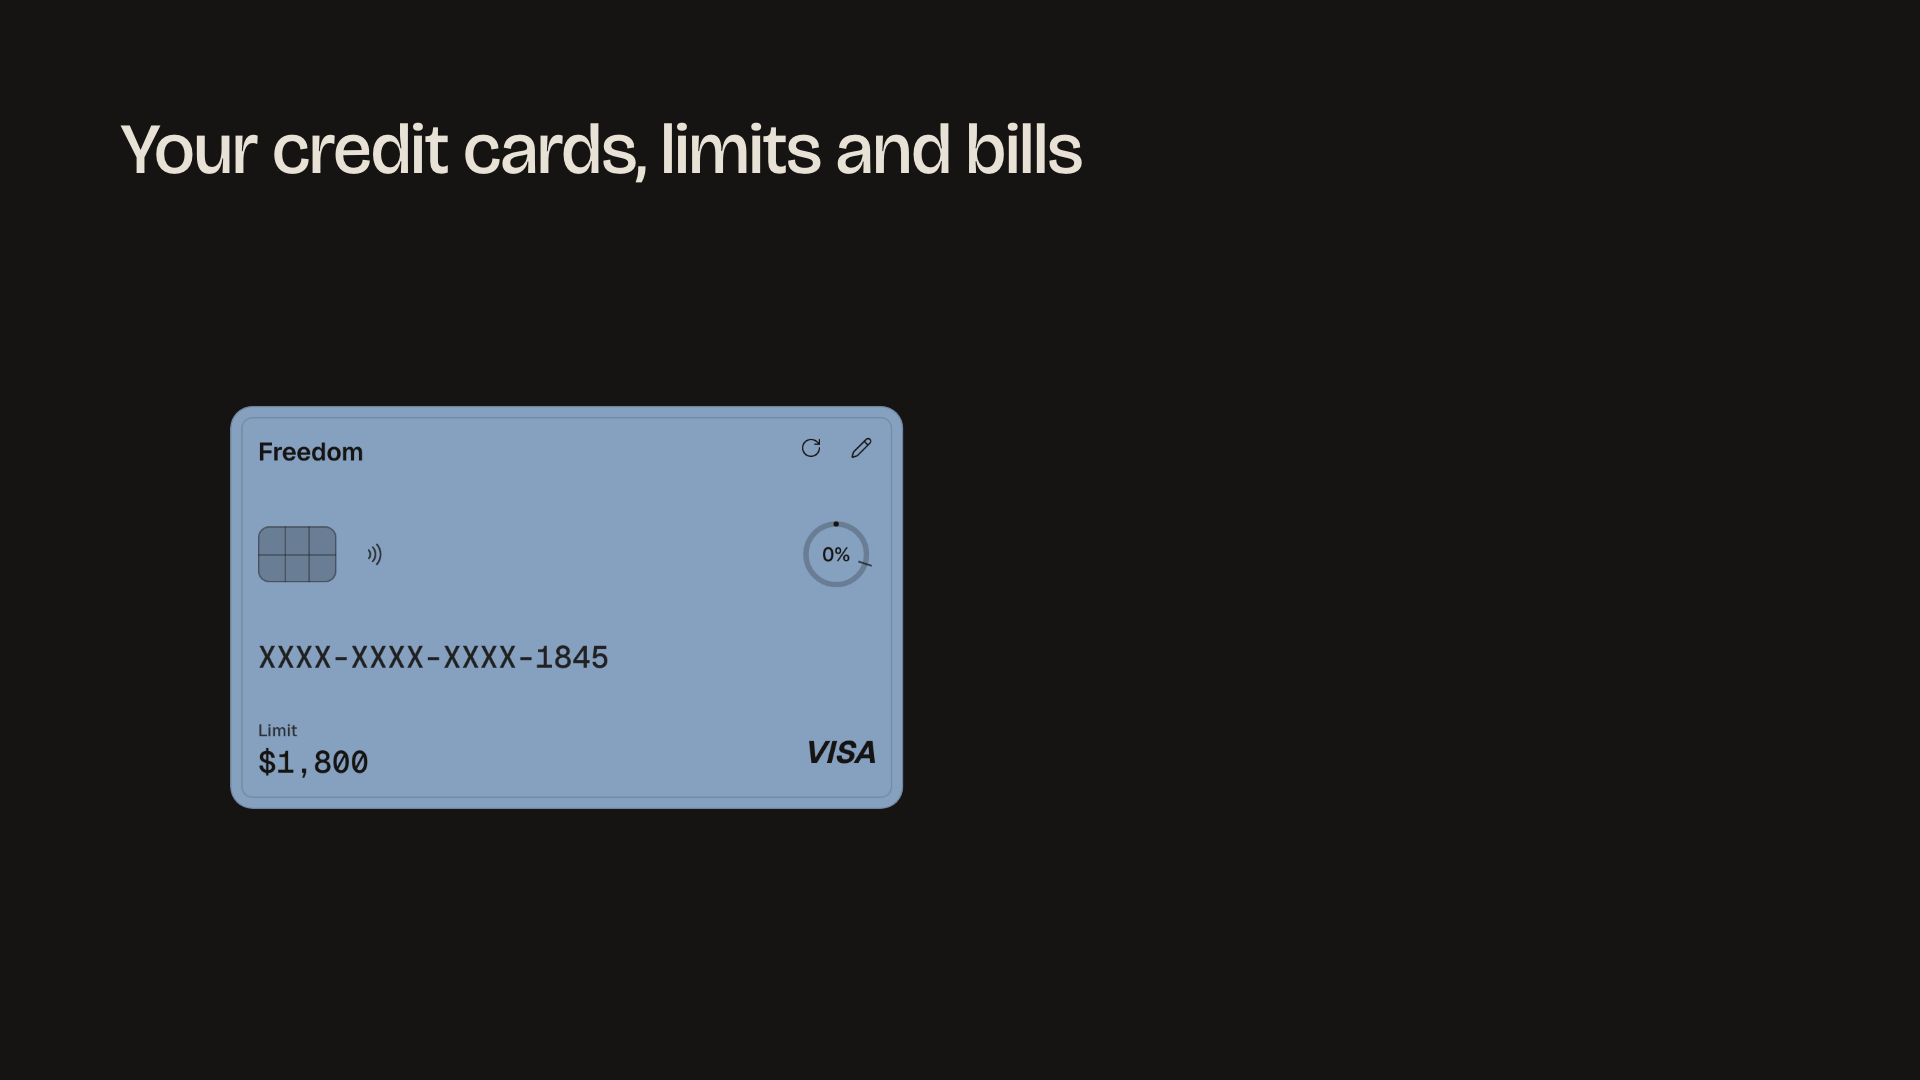 Your credit cards, limits and bills
Freedom
0%
XXXX-XXXX-XXXX-1845
Limit
$1,800
VISA